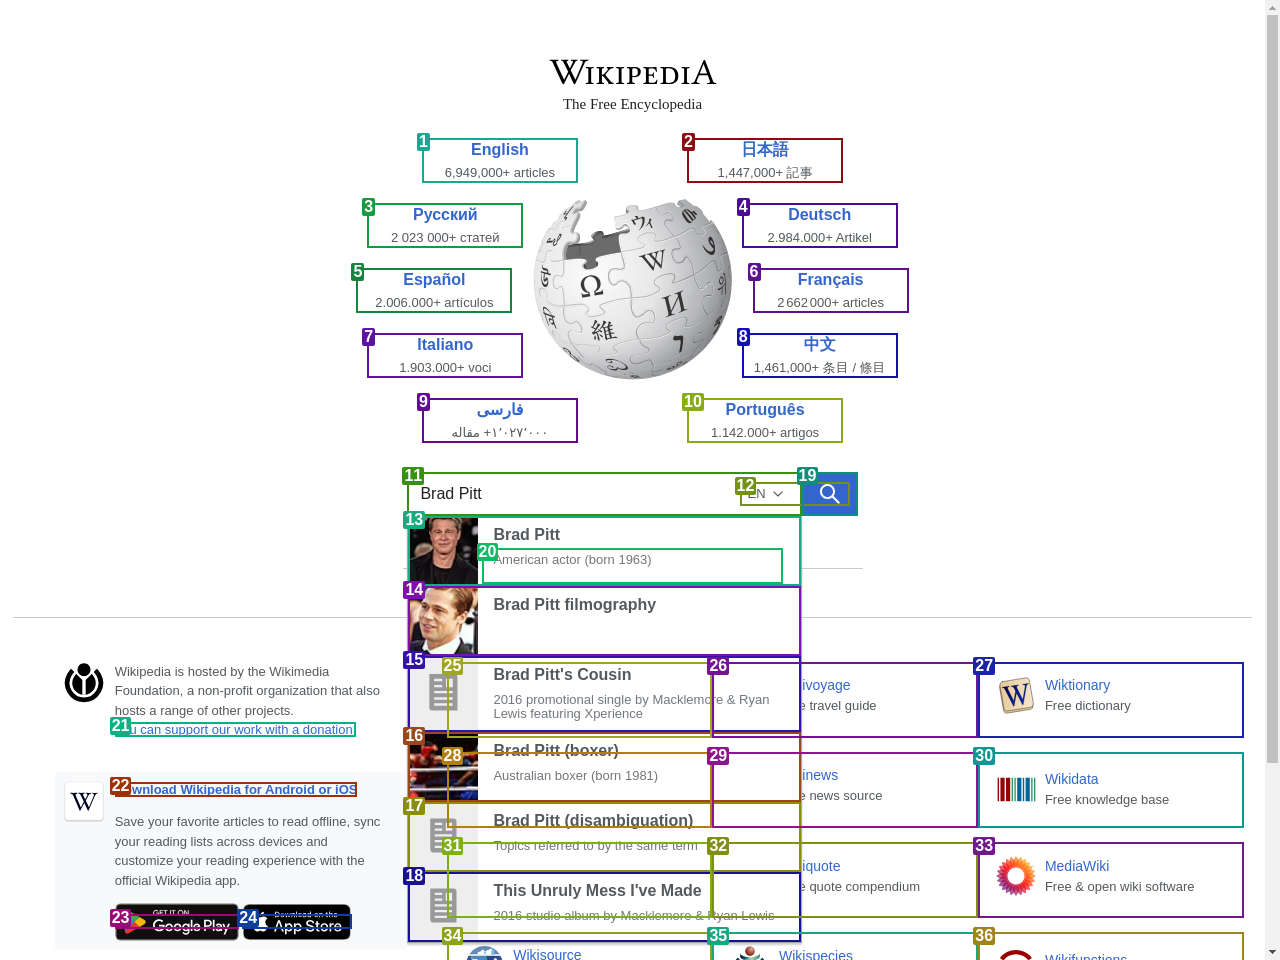 WIKIPEDIA
The Free Encyclopedia
1
English
6,949,000+ articles
2
日本語
1,447,000+ 記事
3
Русский
2 023 000+ статей
4
Deutsch
2.984.000+ Artikel
5
Español
2.006.000+ artículos
6
Français
2 662 000+ articles
7
Italiano
1.903.000+ voci
8
中文
1,461,000+ 条目 / 條目
9
فارسی
۱٬۰۲۷٬۰۰۰+ مقاله
10
Português
1.142.000+ artigos
11
Brad Pitt
12
EN
19
13
Brad Pitt
20
American actor (born 1963)
14
Brad Pitt filmography
15
Brad Pitt's Cousin
2016 promotional single by Macklemore & Ryan
Lewis featuring Xperience
16
Brad Pitt (boxer)
Australian boxer (born 1981)
17
Brad Pitt (disambiguation)
Topics referred to by the same term
18
This Unruly Mess I've Made
2016 studio album by Macklemore & Ryan Lewis
Wikipedia is hosted by the Wikimedia
Foundation, a non-profit organization that also
hosts a range of other projects.
21
u can support our work with a donation.
22
wnload Wikipedia for Android or iOS
Save your favorite articles to read offline, sync
your reading lists across devices and
customize your reading experience with the
official Wikipedia app.
23
GET IT ON
Google Play
24
Download on the
App Store
25
26
ivoyage
e travel guide
27
Wiktionary
Free dictionary
28
29
inews
e news source
30
Wikidata
Free knowledge base
31
32
iquote
e quote compendium
33
MediaWiki
Free & open wiki software
34
Wikisource
35
Wikispecies
36
Wikifunctions